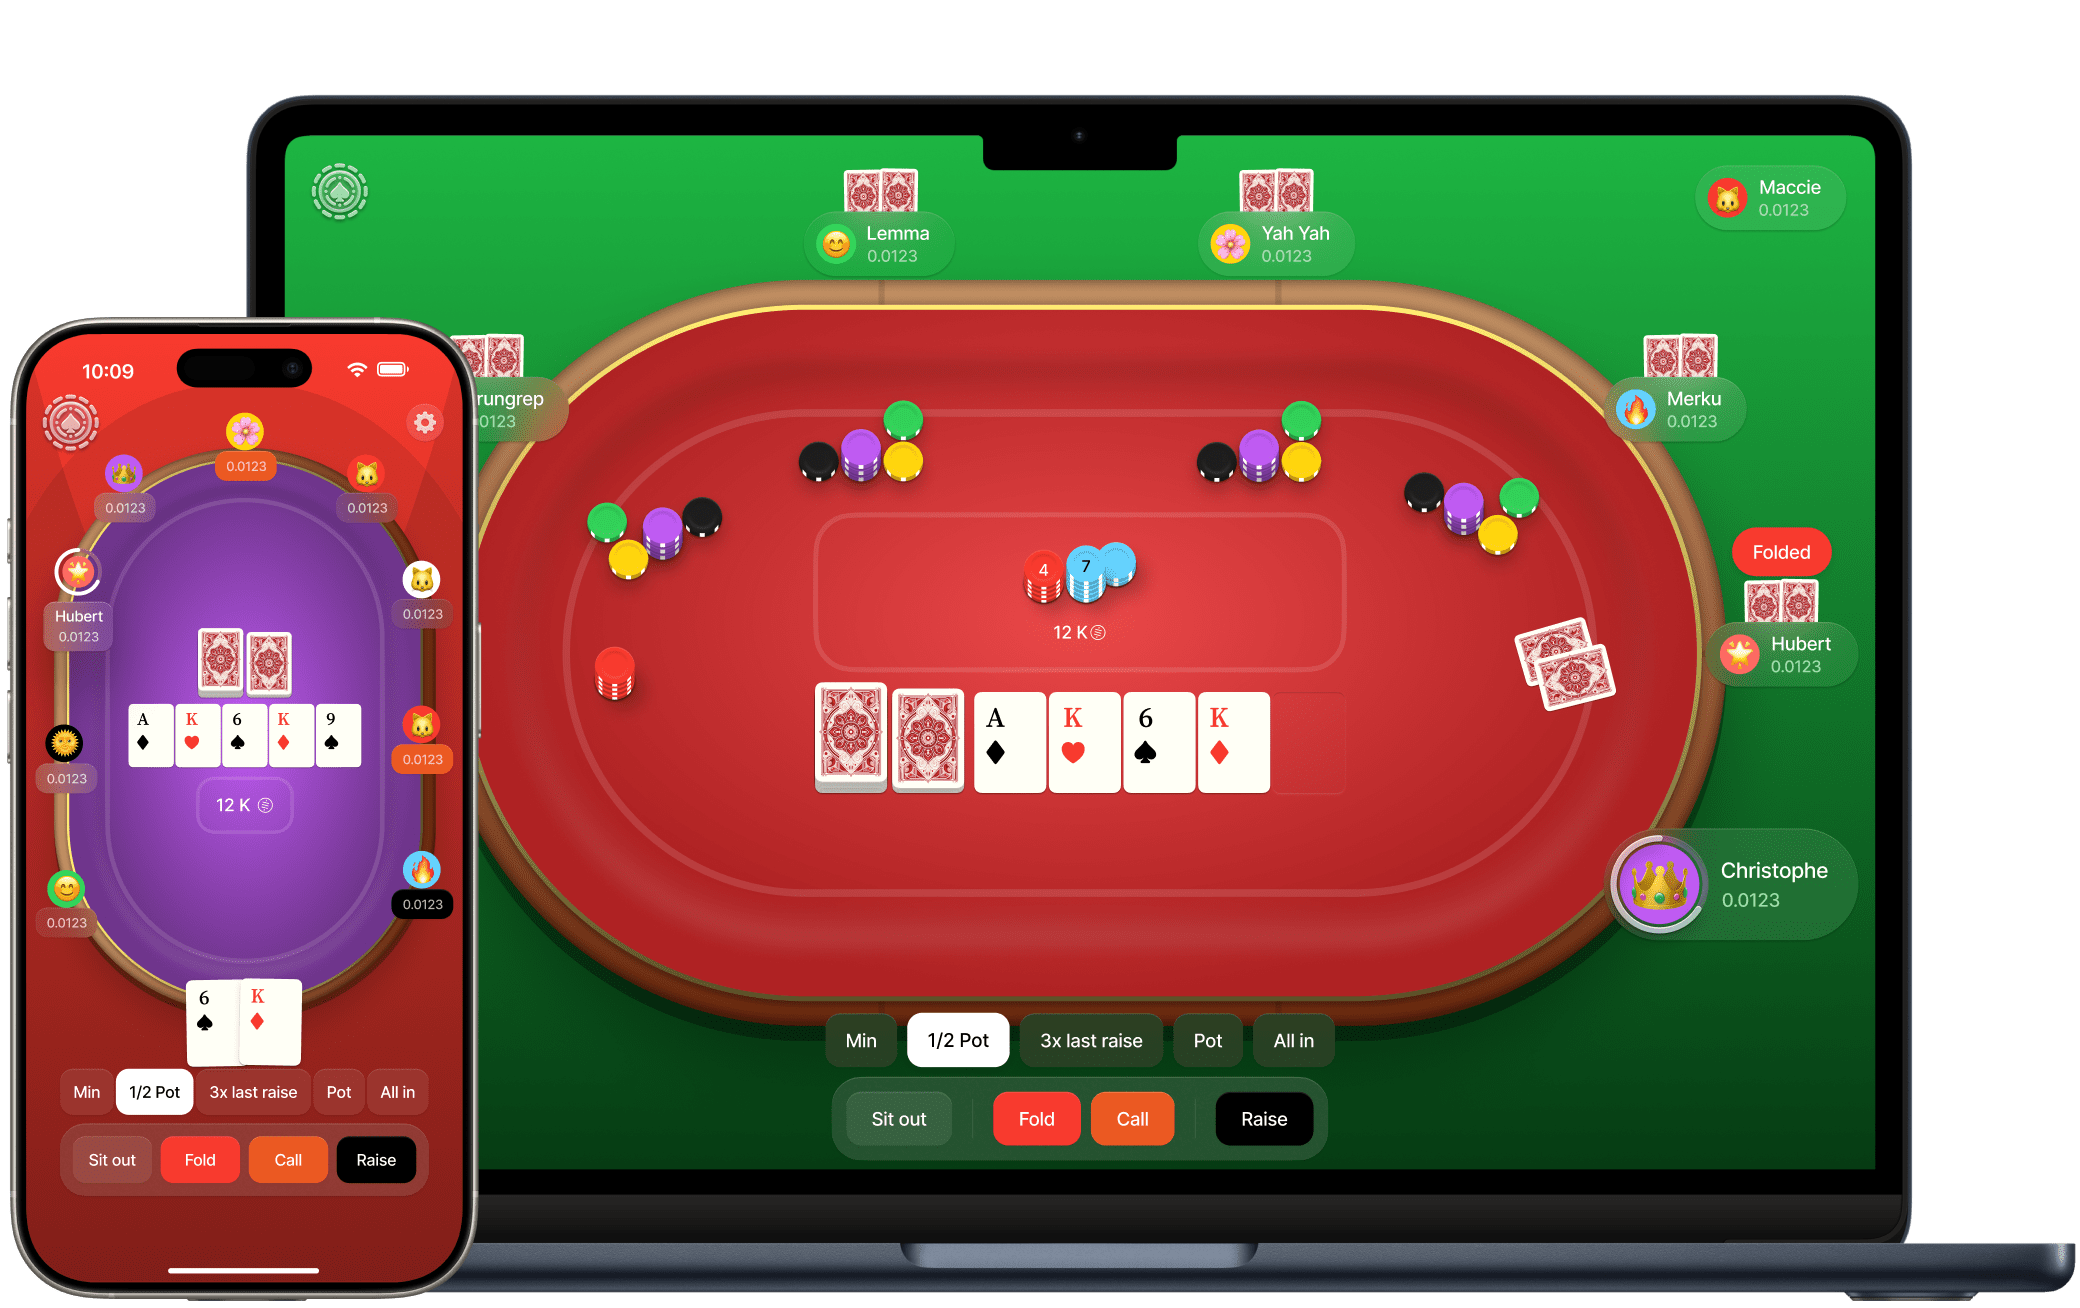 Maccie
0.0123
Lemma
0.0123
Yah Yah
0.0123
rungrep
0123
Merku
0.0123
Folded
Hubert
0.0123
4
7
12 K
A
K
6
K
Christophe
0.0123
Min
1/2 Pot
3x last raise
Pot
All in
Sit out
Fold
Call
Raise
10:09
0.0123
0.0123
0.0123
Hubert
0.0123
0.0123
A
K
6
K
9
0.0123
0.0123
12 K
0.0123
0.0123
6
K
Min
1/2 Pot
3x last raise
Pot
All in
Sit out
Fold
Call
Raise